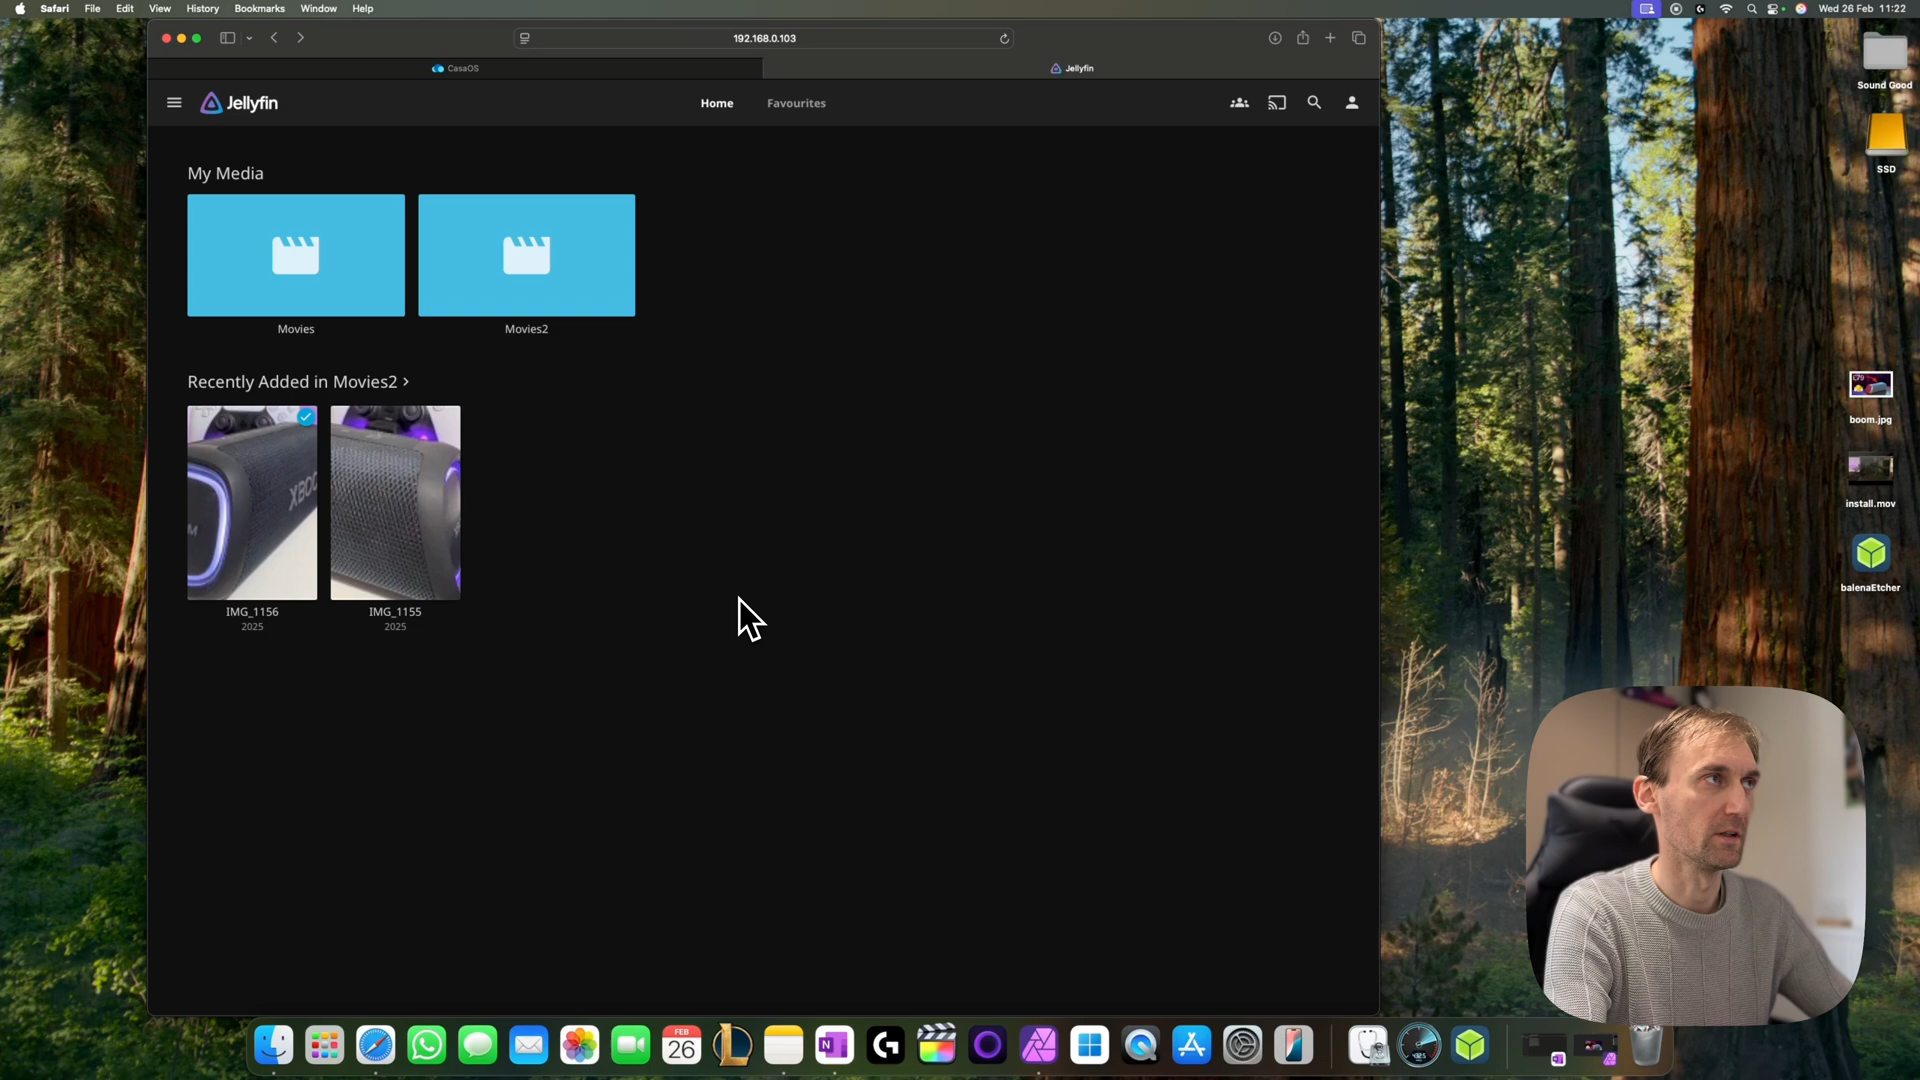 Safari File Edit View History Bookmarks Window Help
Wed 26 Feb 11:22
192.168.0.103
CasaOS
Jellyfin
Jellyfin
Home
Favourites
Sound Good
SSD
My Media
Movies
Movies2
Recently Added in Movies2 >
XBOO
IMG_1156
2025
IMG_1155
2025
boom.jpg
install.mov
balenaEtcher
FEB
26